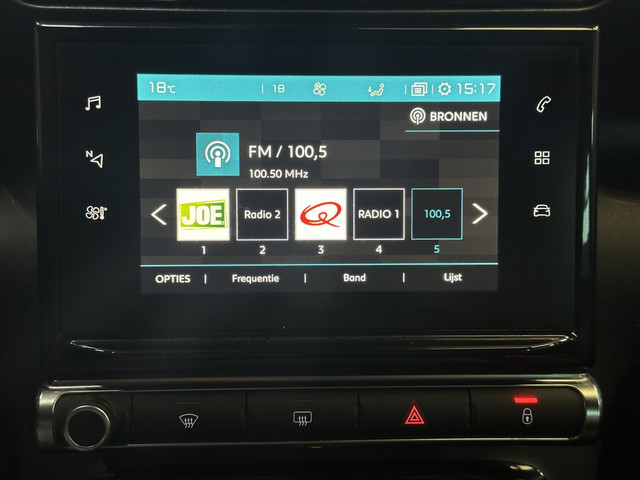 18°C 18 15:17
BRONNEN
N
FM / 100,5
100.50 MHz
JOE Radio 2 Q RADIO 1 100,5
1 2 3 4 5
OPTIES Frequentie Band Lijst